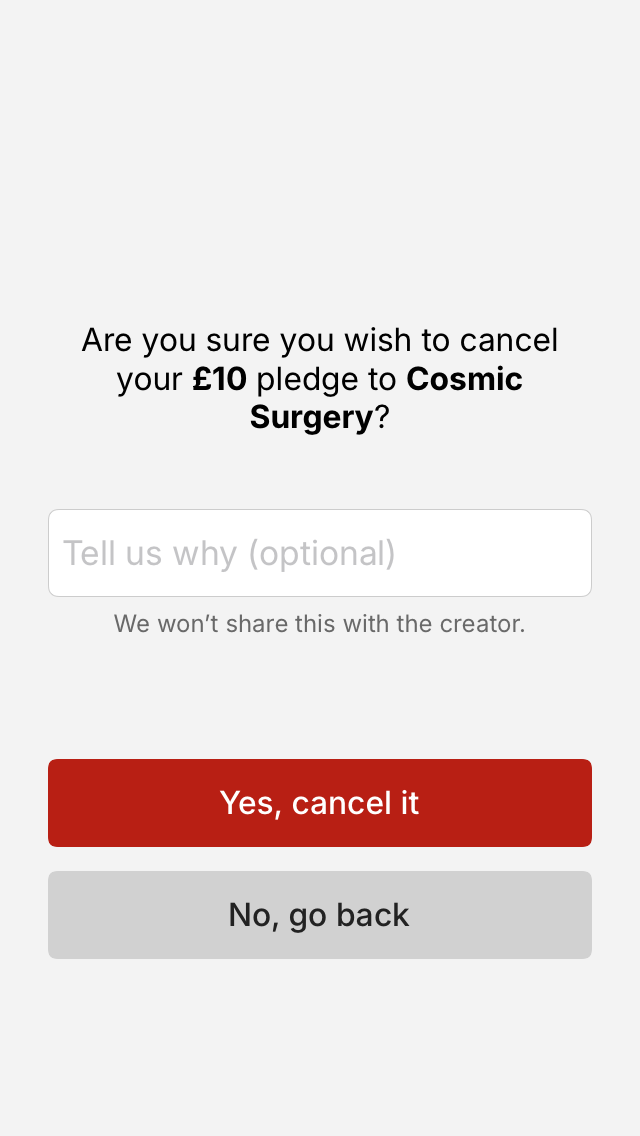 Are you sure you wish to cancel
your £10 pledge to Cosmic
Surgery?
Tell us why (optional)
We won’t share this with the creator.
Yes, cancel it
No, go back